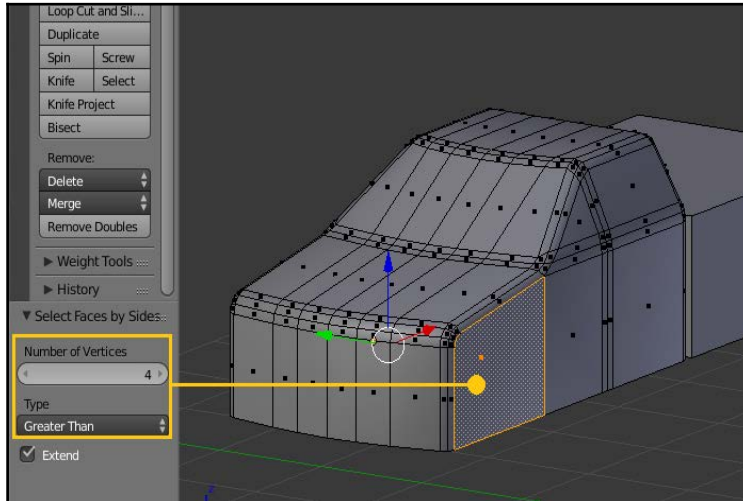 Loop Cut and Sli...
Duplicate
Spin Screw
Knife Select
Knife Project
Bisect
Remove:
Delete
Merge
Remove Doubles
Weight Tools
History
Select Faces by Sides
Number of Vertices
4
Type
Greater Than
Extend
z